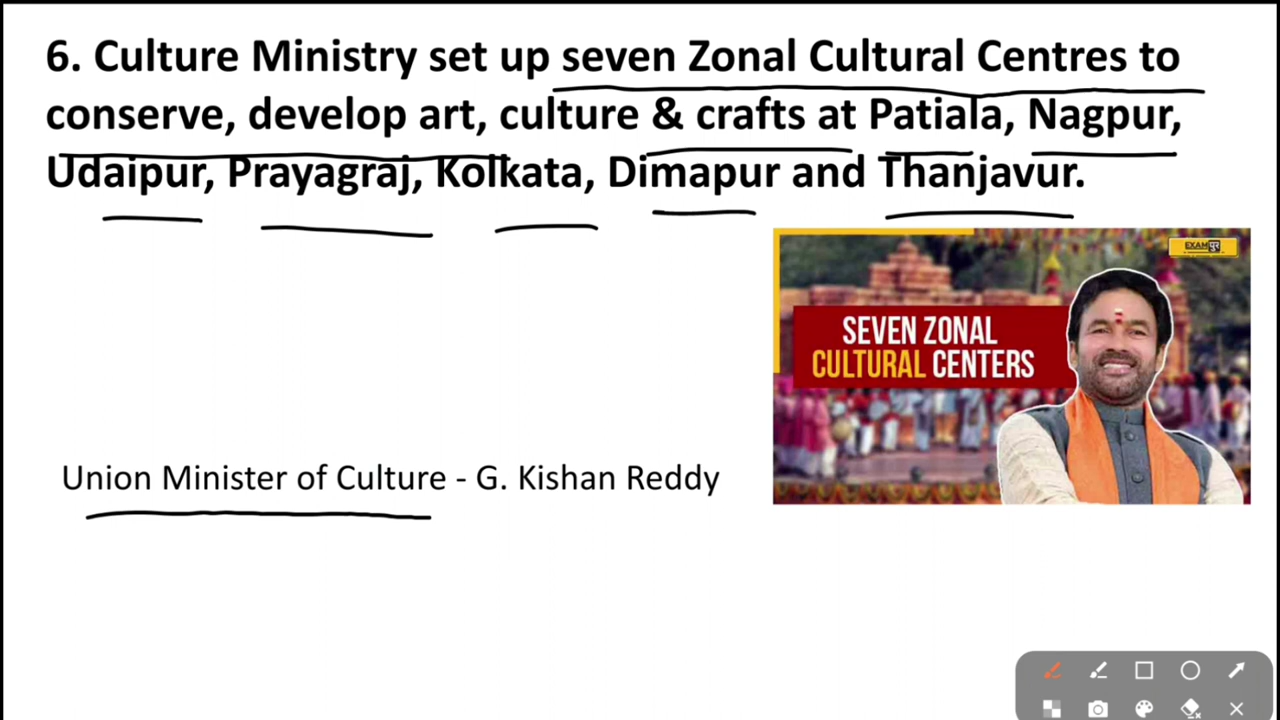 6. Culture Ministry set up seven Zonal Cultural Centres to
conserve, develop art, culture & crafts at Patiala, Nagpur,
Udaipur, Prayagraj, Kolkata, Dimapur and Thanjavur.
EXAMपुर
SEVEN ZONAL
CULTURAL CENTERS
Union Minister of Culture - G. Kishan Reddy